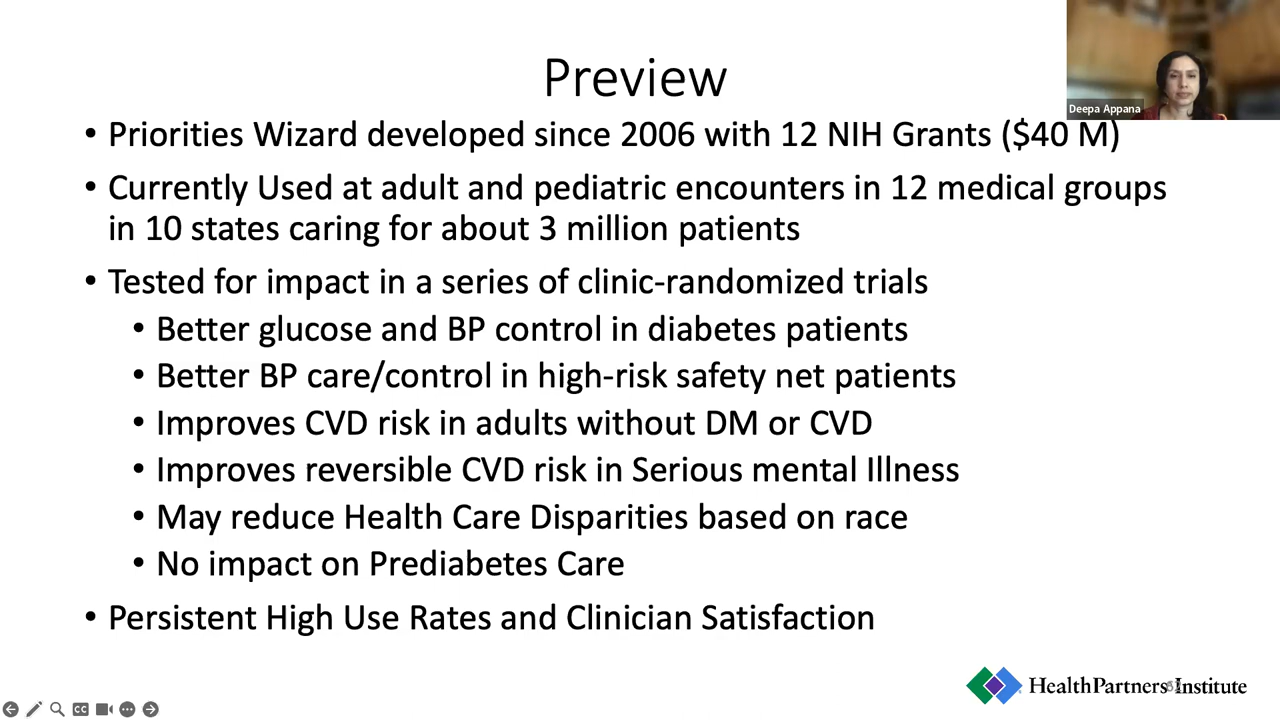 Preview
Deepa Appana
• Priorities Wizard developed since 2006 with 12 NIH Grants ($40 M)
• Currently Used at adult and pediatric encounters in 12 medical groups
in 10 states caring for about 3 million patients
• Tested for impact in a series of clinic-randomized trials
• Better glucose and BP control in diabetes patients
• Better BP care/control in high-risk safety net patients
• Improves CVD risk in adults without DM or CVD
• Improves reversible CVD risk in Serious mental Illness
• May reduce Health Care Disparities based on race
• No impact on Prediabetes Care
• Persistent High Use Rates and Clinician Satisfaction
HealthPartners Institute
CC